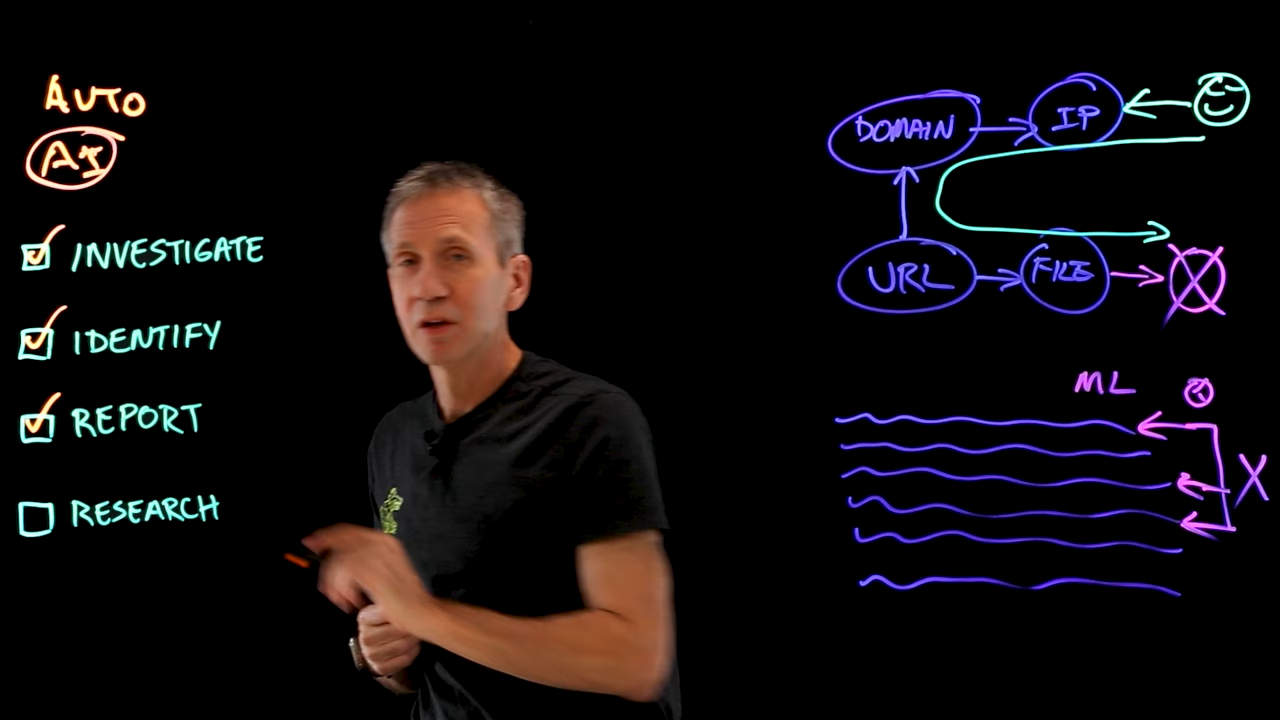 AUTO
AI
INVESTIGATE
IDENTIFY
REPORT
RESEARCH
DOMAIN
IP
URL
FILE
ML
X